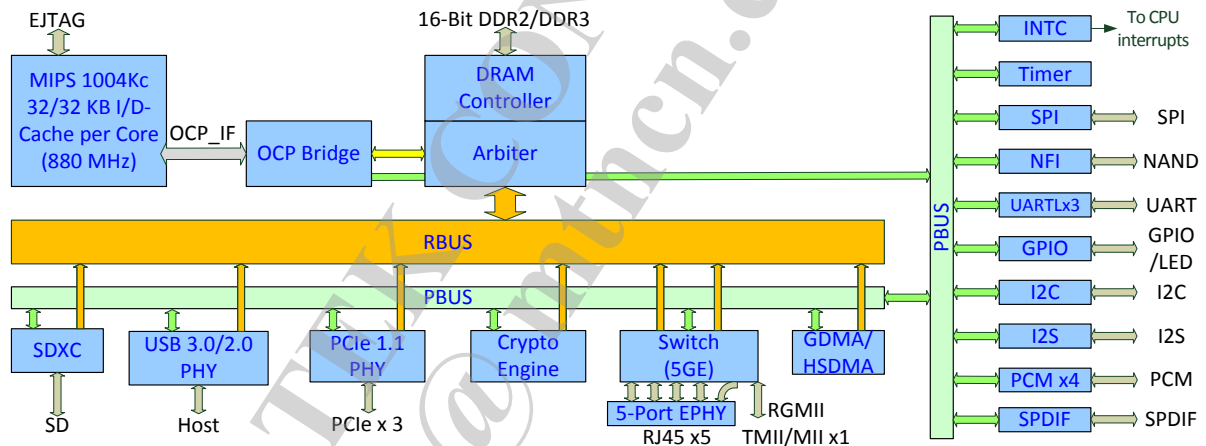 EJTAG
16-Bit DDR2/DDR3
MIPS 1004Kc
32/32 KB I/D-
Cache per Core
(880 MHz)
OCP_IF
OCP Bridge
DRAM
Controller
Arbiter
RBUS
PBUS
SDXC
SD
USB 3.0/2.0
PHY
Host
PCIe 1.1
PHY
PCIe x 3
Crypto
Engine
Switch
(5GE)
5-Port EPHY
RJ45 x5
RGMII
TMII/MII x1
GDMA/
HSDMA
PBUS
INTC
To CPU
interrupts
Timer
SPI
SPI
NFI
NAND
UARTLx3
UART
GPIO
GPIO
/LED
I2C
I2C
I2S
I2S
PCM x4
PCM
SPDIF
SPDIF
TEK CON
@mtncn.c